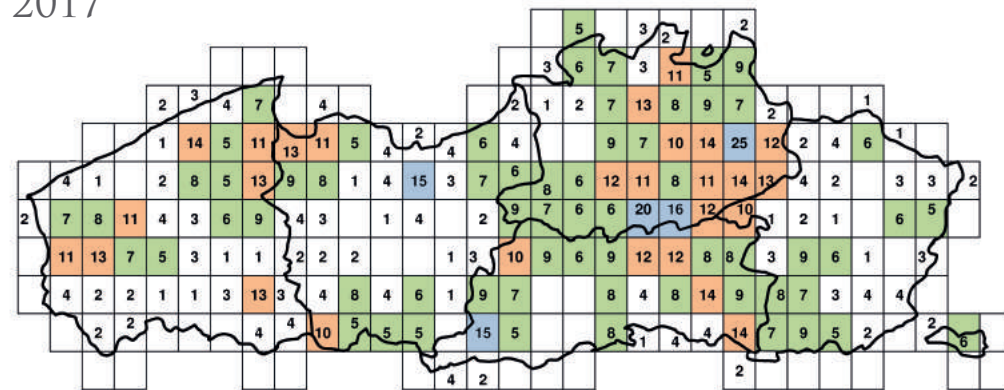 2017
5 3 2 2
3 6 7 3 11 5 9
2 3 4 7 4 2 1 2 7 13 8 9 7 2 1
1 14 5 11 13 11 5 4 2 4 6 4 9 7 10 14 25 12 2 4 6 1
4 1 2 8 5 13 9 8 1 4 15 3 7 6 8 6 12 11 8 11 14 13 4 2 3 3 2
2 7 8 11 4 3 6 9 4 3 1 4 2 9 7 6 6 20 16 12 10 1 2 1 6 5
11 13 7 5 3 1 1 2 2 2 1 3 10 9 6 9 12 12 8 8 3 9 6 1 3
4 2 2 1 1 3 13 3 4 8 4 6 1 9 7 8 4 8 14 9 8 7 3 4 4
2 2 4 4 10 5 5 5 15 5 8 1 4 4 14 7 9 5 2 2 6
4 2 2